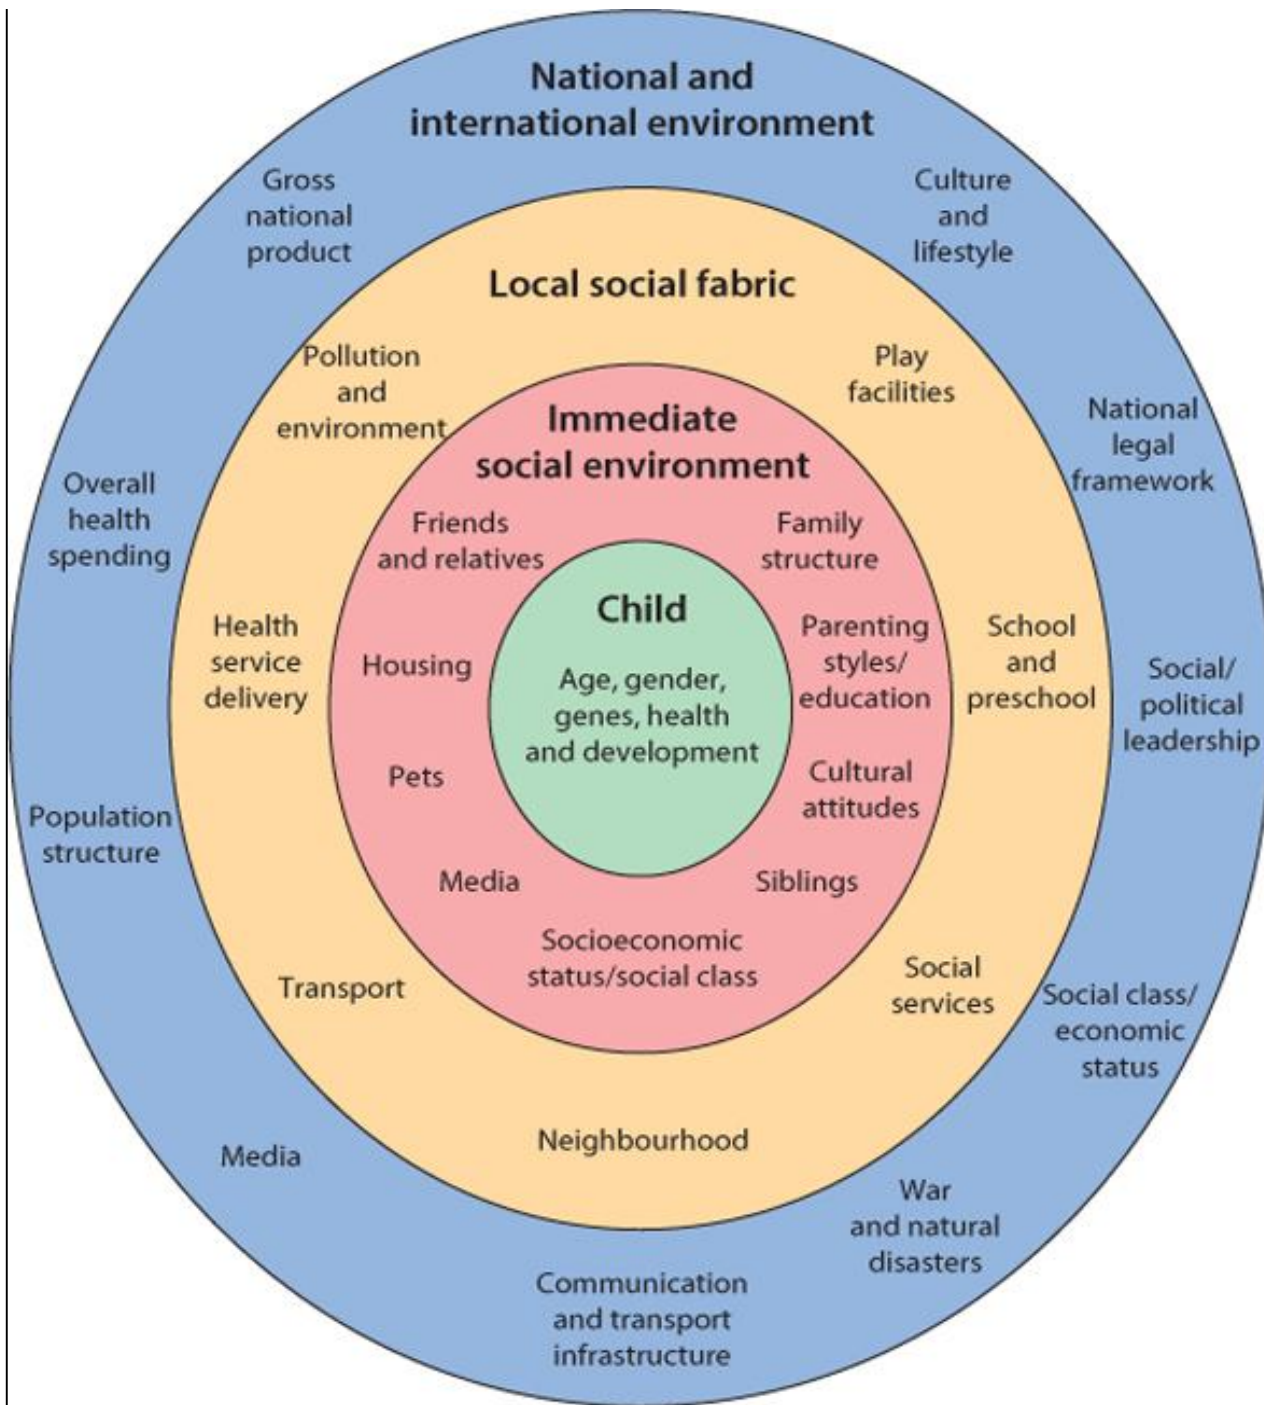 National and
international environment
Gross
national
product
Culture
and
lifestyle
Overall
health
spending
National
legal
framework
Population
structure
Social/
political
leadership
Media
Social class/
economic
status
War
and natural
disasters
Communication
and transport
infrastructure
Local social fabric
Pollution
and
environment
Play
facilities
Health
service
delivery
School
and
preschool
Transport
Social
services
Neighbourhood
Immediate
social environment
Friends
and relatives
Family
structure
Housing
Parenting
styles/
education
Pets
Cultural
attitudes
Media
Siblings
Socioeconomic
status/social class
Child
Age, gender,
genes, health
and development